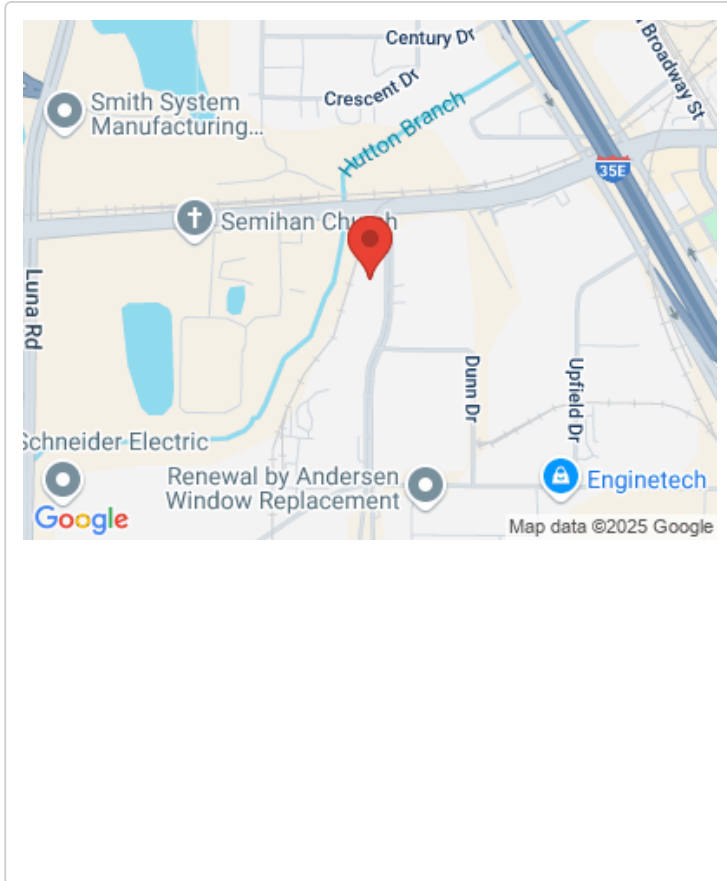 Century Dr
N Broadway St
Crescent Dr
Smith System
Manufacturing...
Hutton Branch
35E
Semihan Church
Luna Rd
Dunn Dr
Upfield Dr
Schneider Electric
Renewal by Andersen
Window Replacement
Enginetech
Google
Map data ©2025 Google